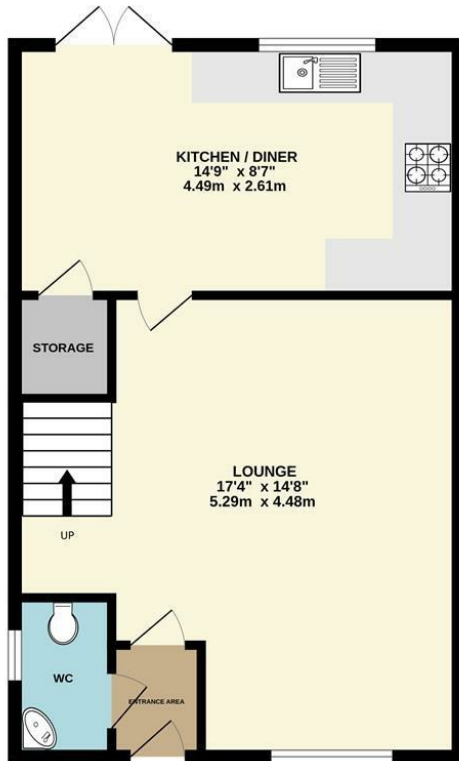 KITCHEN / DINER
14'9" x 8'7"
4.49m x 2.61m
STORAGE
LOUNGE
17'4" x 14'8"
5.29m x 4.48m
UP
WC
ENTRANCE AREA